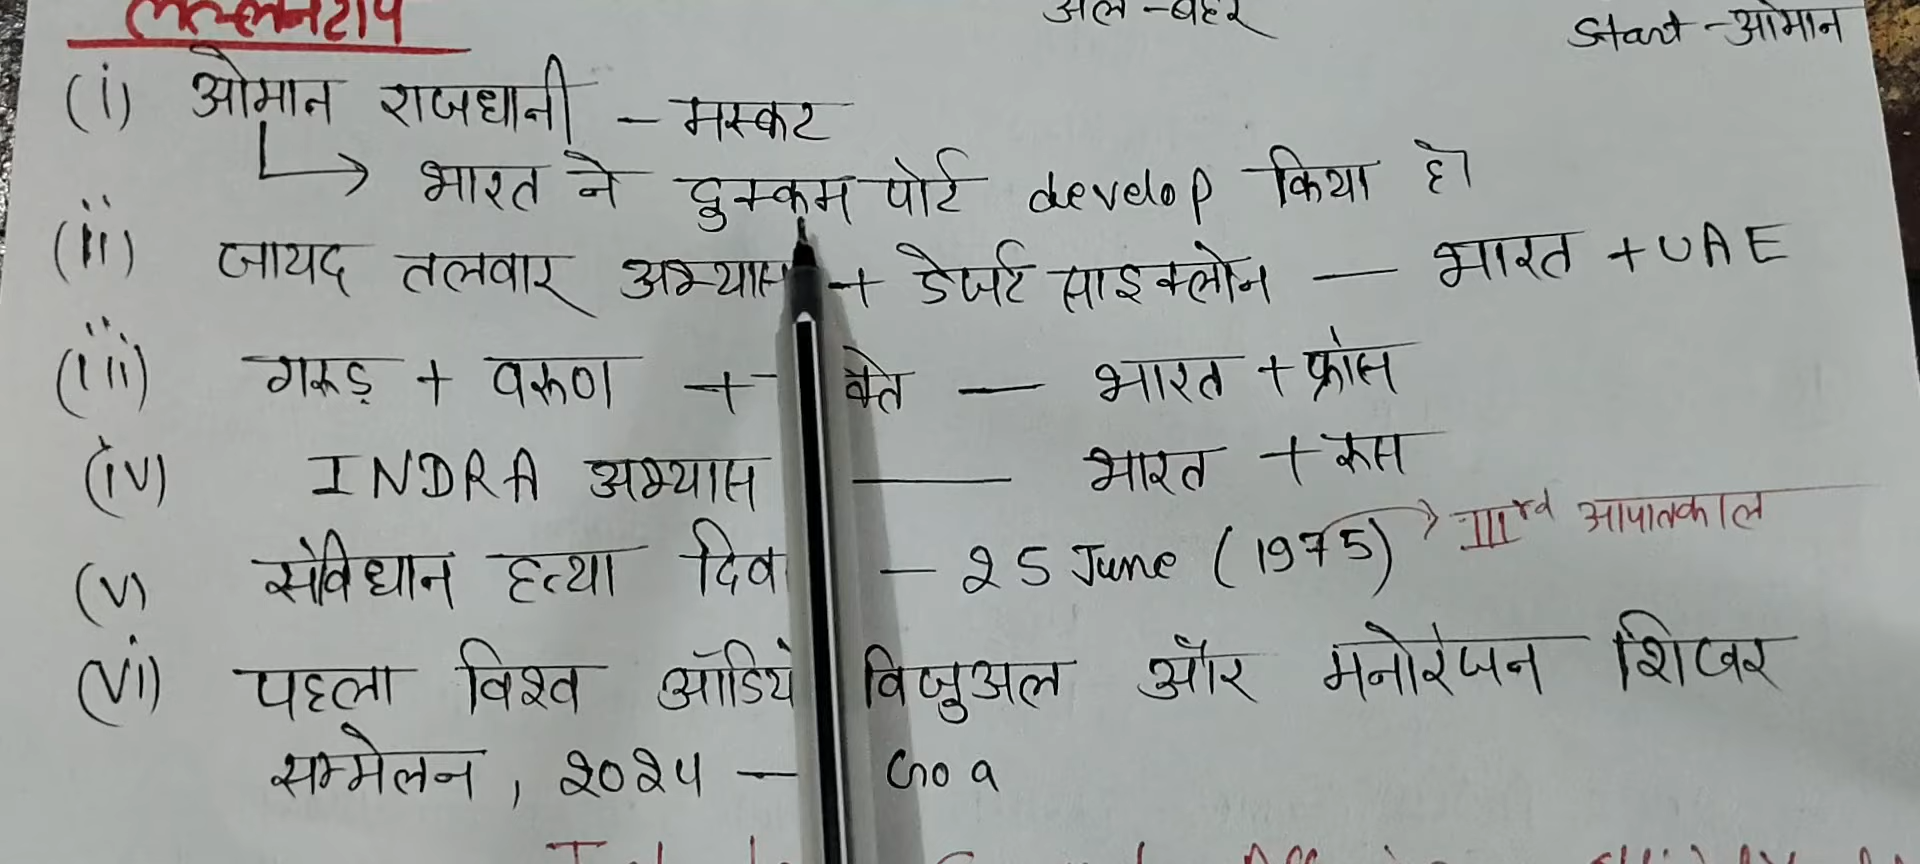 लल्लनटाप
अल-बहर
Start - ओमान
(i) ओमान राजधानी - मस्कट
→ भारत ने दुक्कम पोर्ट develop किया है।
(ii) जायद तलवार अभ्यास + डेजर्ट साइक्लोन — भारत + UAE
(iii) गरूड़ + वरूण + — भारत + फ्रांस
(iv) INDRA अभ्यास — भारत + रूस
(v) संविधान हत्या दिव - 25 June (1975) → IIIrd आपातकाल
(vi) पहला विश्व ऑडियो विजुअल और मनोरंजन शिखर
सम्मेलन, 2024 - Goa